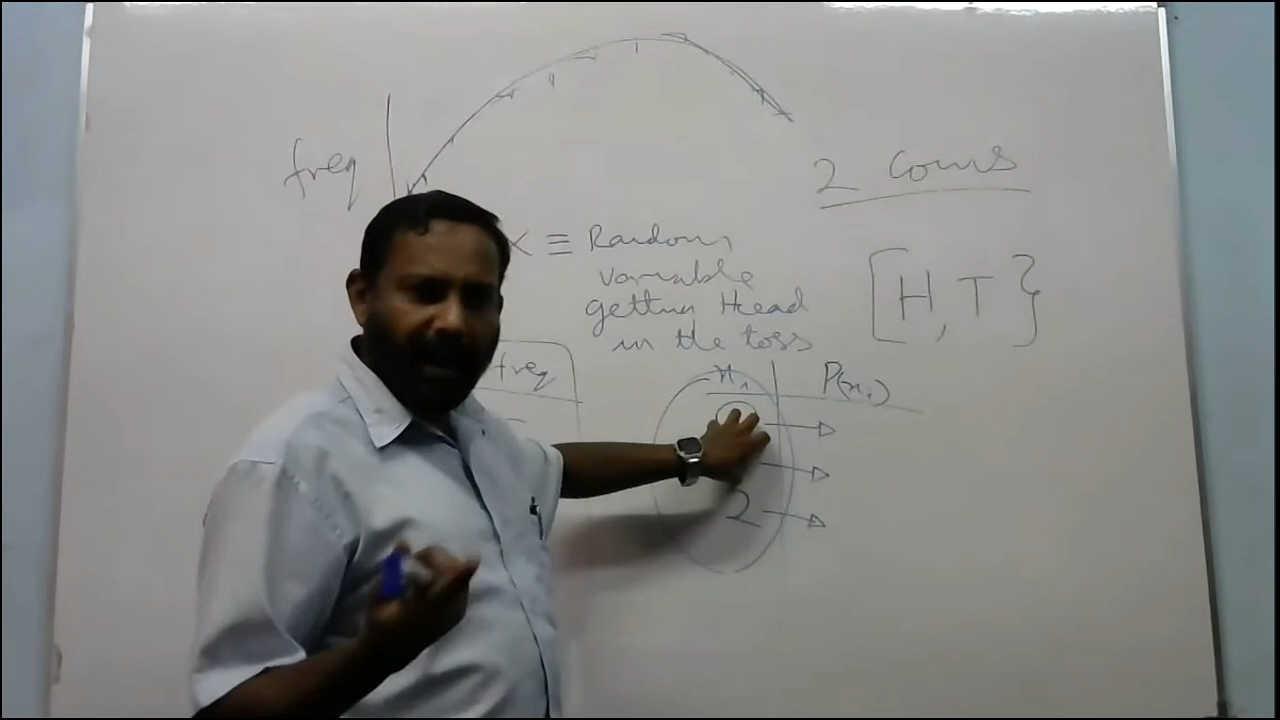 freq
2 Coins
X ≡ Random
variable
getting Head
in the toss
[H, T}
freq
x₁
P(x₁)
2